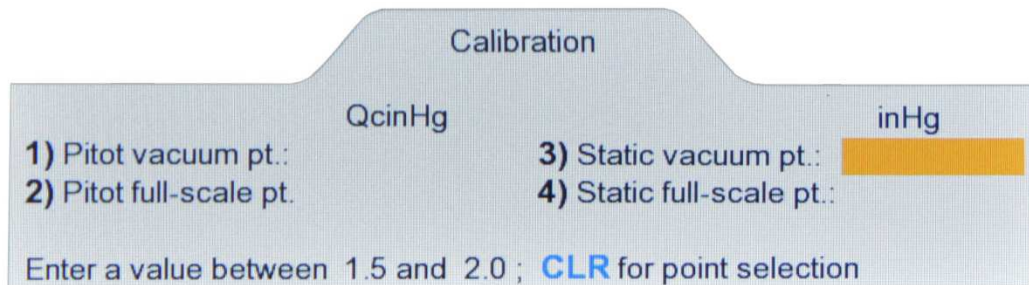 Calibration
QcinHg inHg
1) Pitot vacuum pt.: 3) Static vacuum pt.:
2) Pitot full-scale pt. 4) Static full-scale pt.:
Enter a value between 1.5 and 2.0 ; CLR for point selection